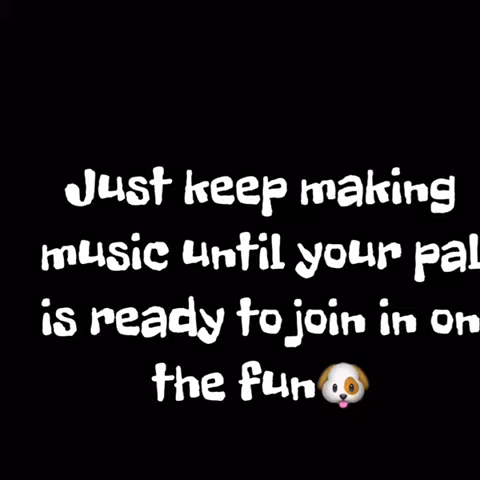 Just keep making
music until your pal
is ready to join in on
the fun🐶